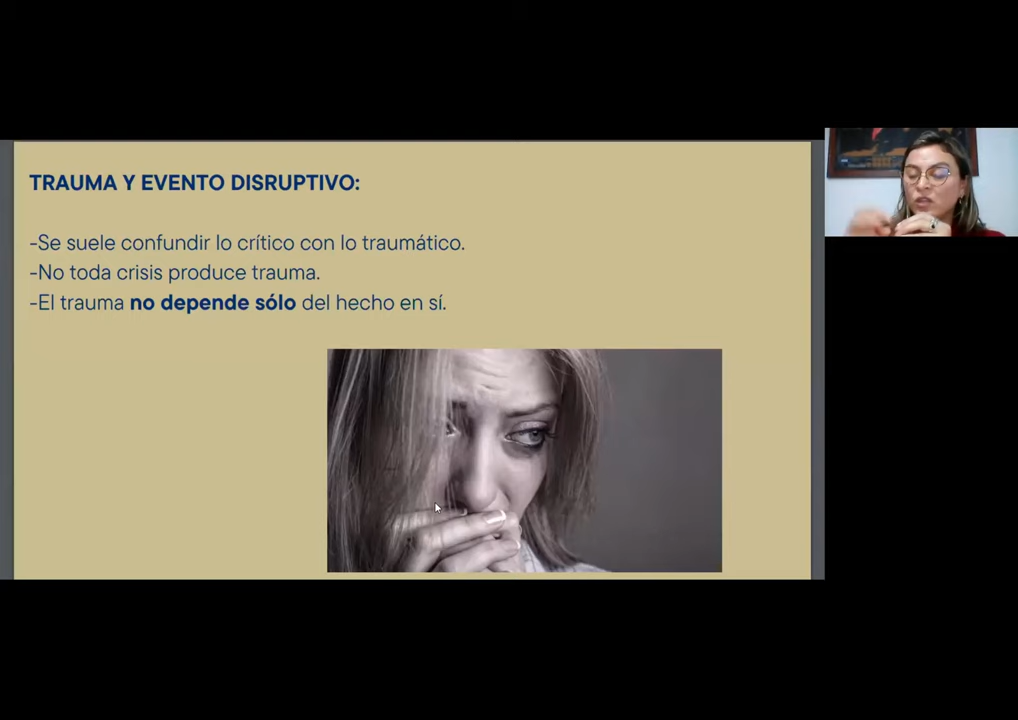 TRAUMA Y EVENTO DISRUPTIVO:
-Se suele confundir lo crítico con lo traumático.
-No toda crisis produce trauma.
-El trauma no depende sólo del hecho en sí.